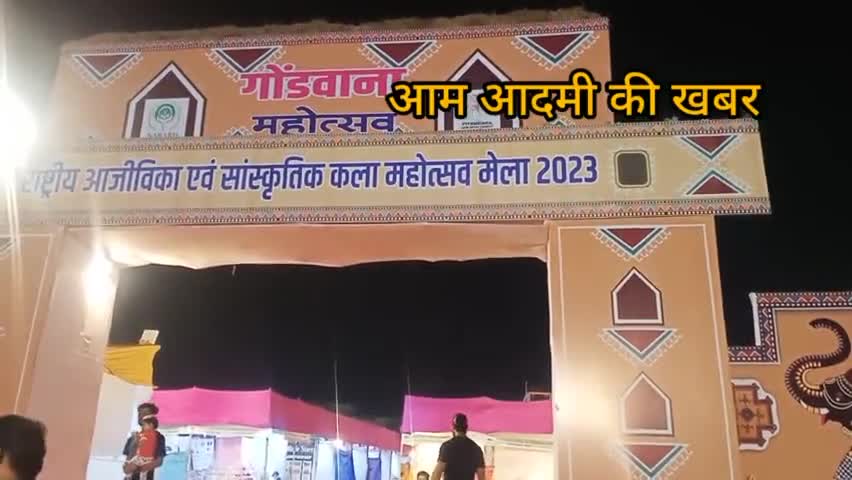 गोंडवाना
आम आदमी की खबर
महोत्सव
राष्ट्रीय आजीविका एवं सांस्कृतिक कला महोत्सव मेला 2023